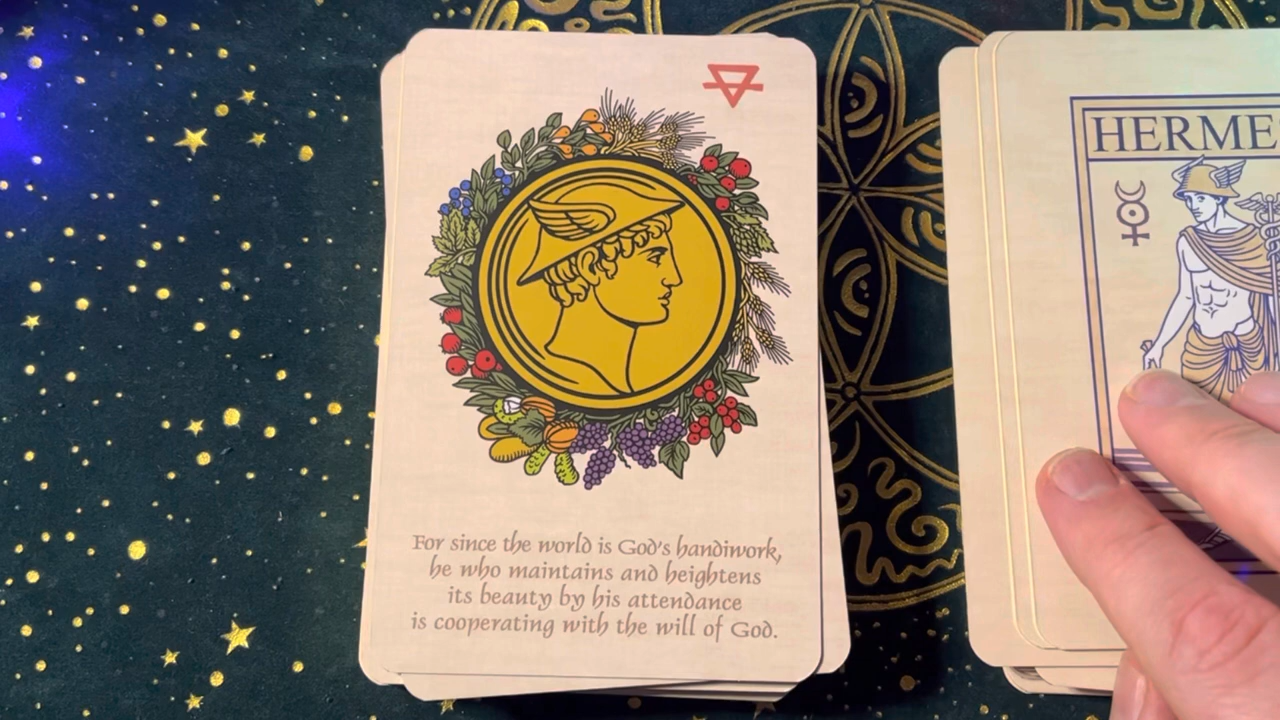 For since the world is God's handiwork,
he who maintains and heightens
its beauty by his attendance
is cooperating with the will of God.
HERME